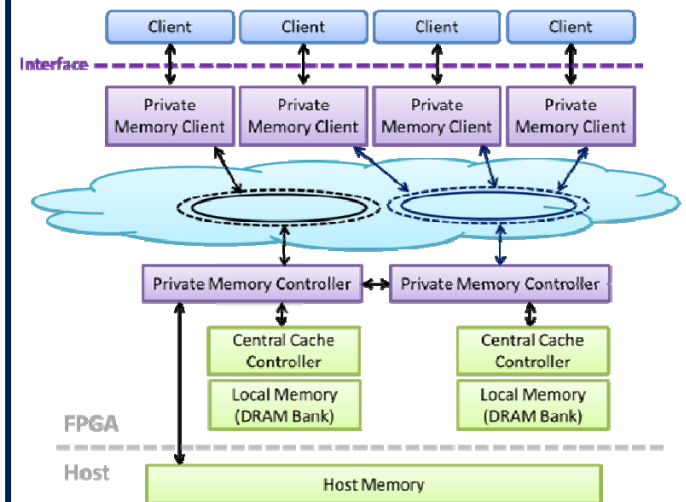 Client Client Client Client
Interface
Private Private Private Private
Memory Client Memory Client Memory Client Memory Client
Private Memory Controller Private Memory Controller
Central Cache Central Cache
Controller Controller
Local Memory Local Memory
(DRAM Bank) (DRAM Bank)
FPGA
Host
Host Memory